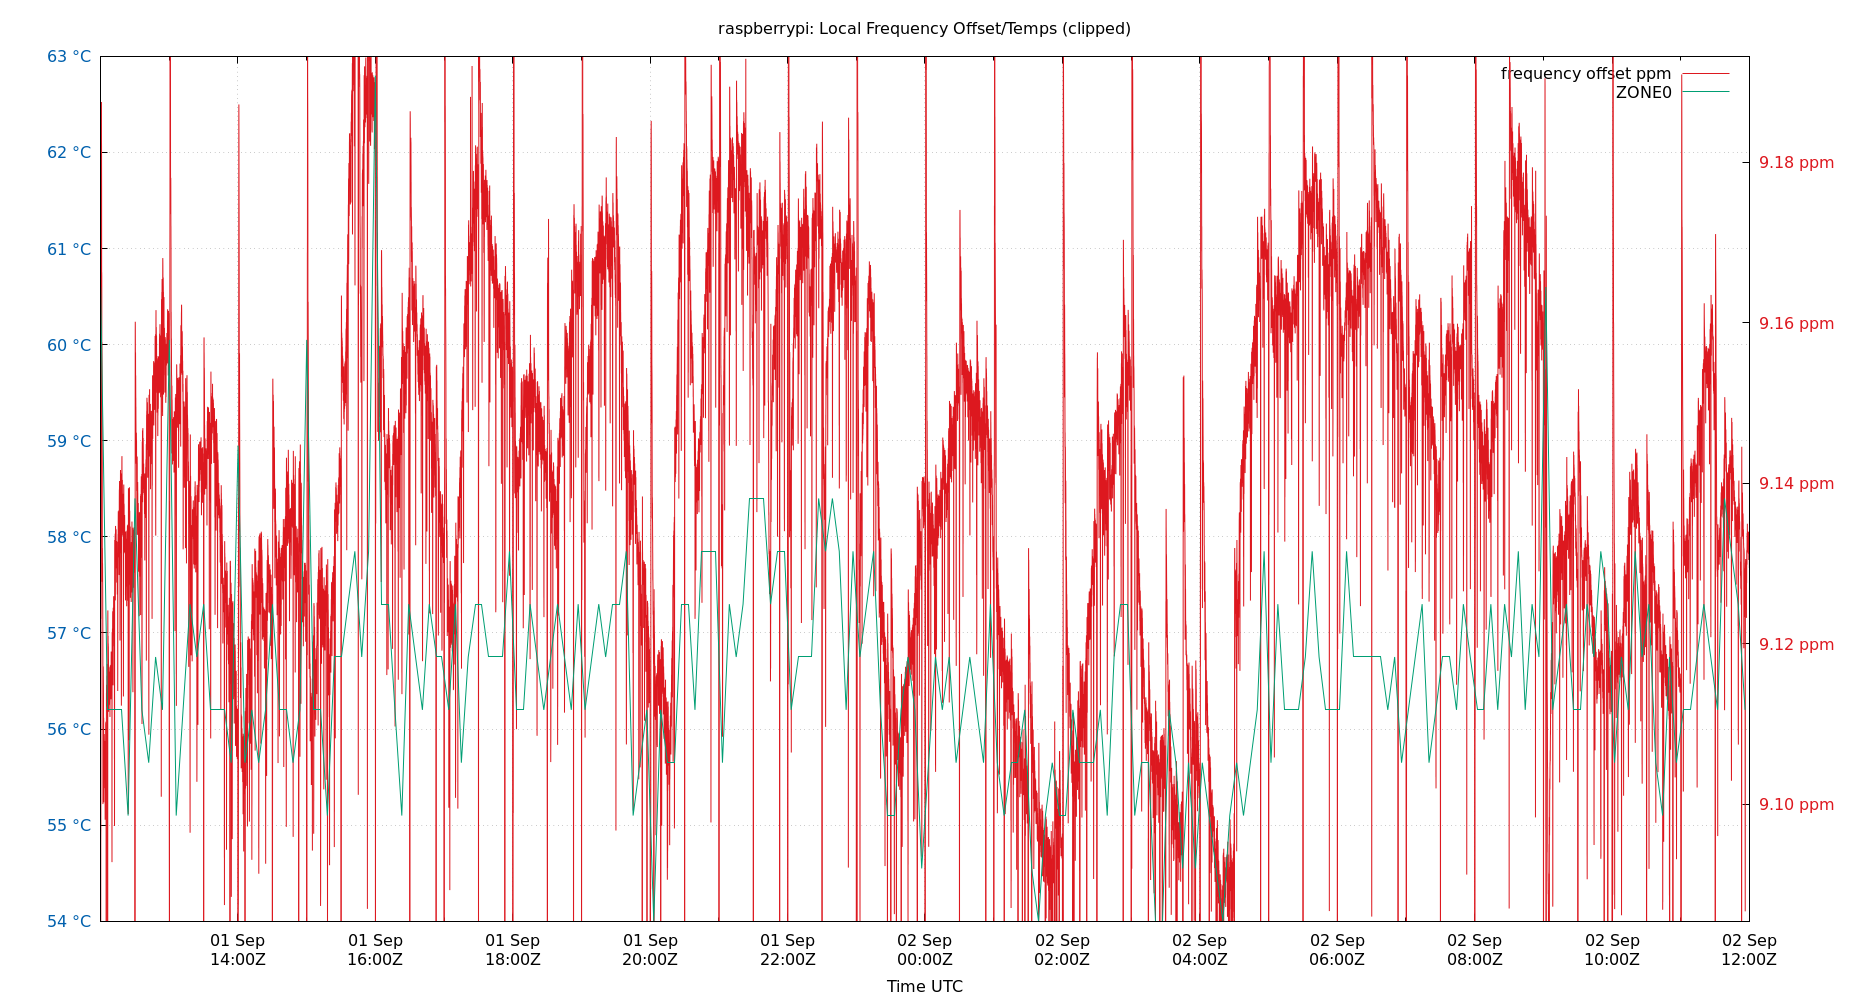 raspberrypi: Local Frequency Offset/Temps (clipped)
63 °C
62 °C
61 °C
60 °C
59 °C
58 °C
57 °C
56 °C
55 °C
54 °C
frequency offset ppm
ZONE0
9.18 ppm
9.16 ppm
9.14 ppm
9.12 ppm
9.10 ppm
01 Sep 01 Sep 01 Sep 01 Sep 01 Sep 02 Sep 02 Sep 02 Sep 02 Sep 02 Sep 02 Sep 02 Sep
14:00Z 16:00Z 18:00Z 20:00Z 22:00Z 00:00Z 02:00Z 04:00Z 06:00Z 08:00Z 10:00Z 12:00Z
Time UTC